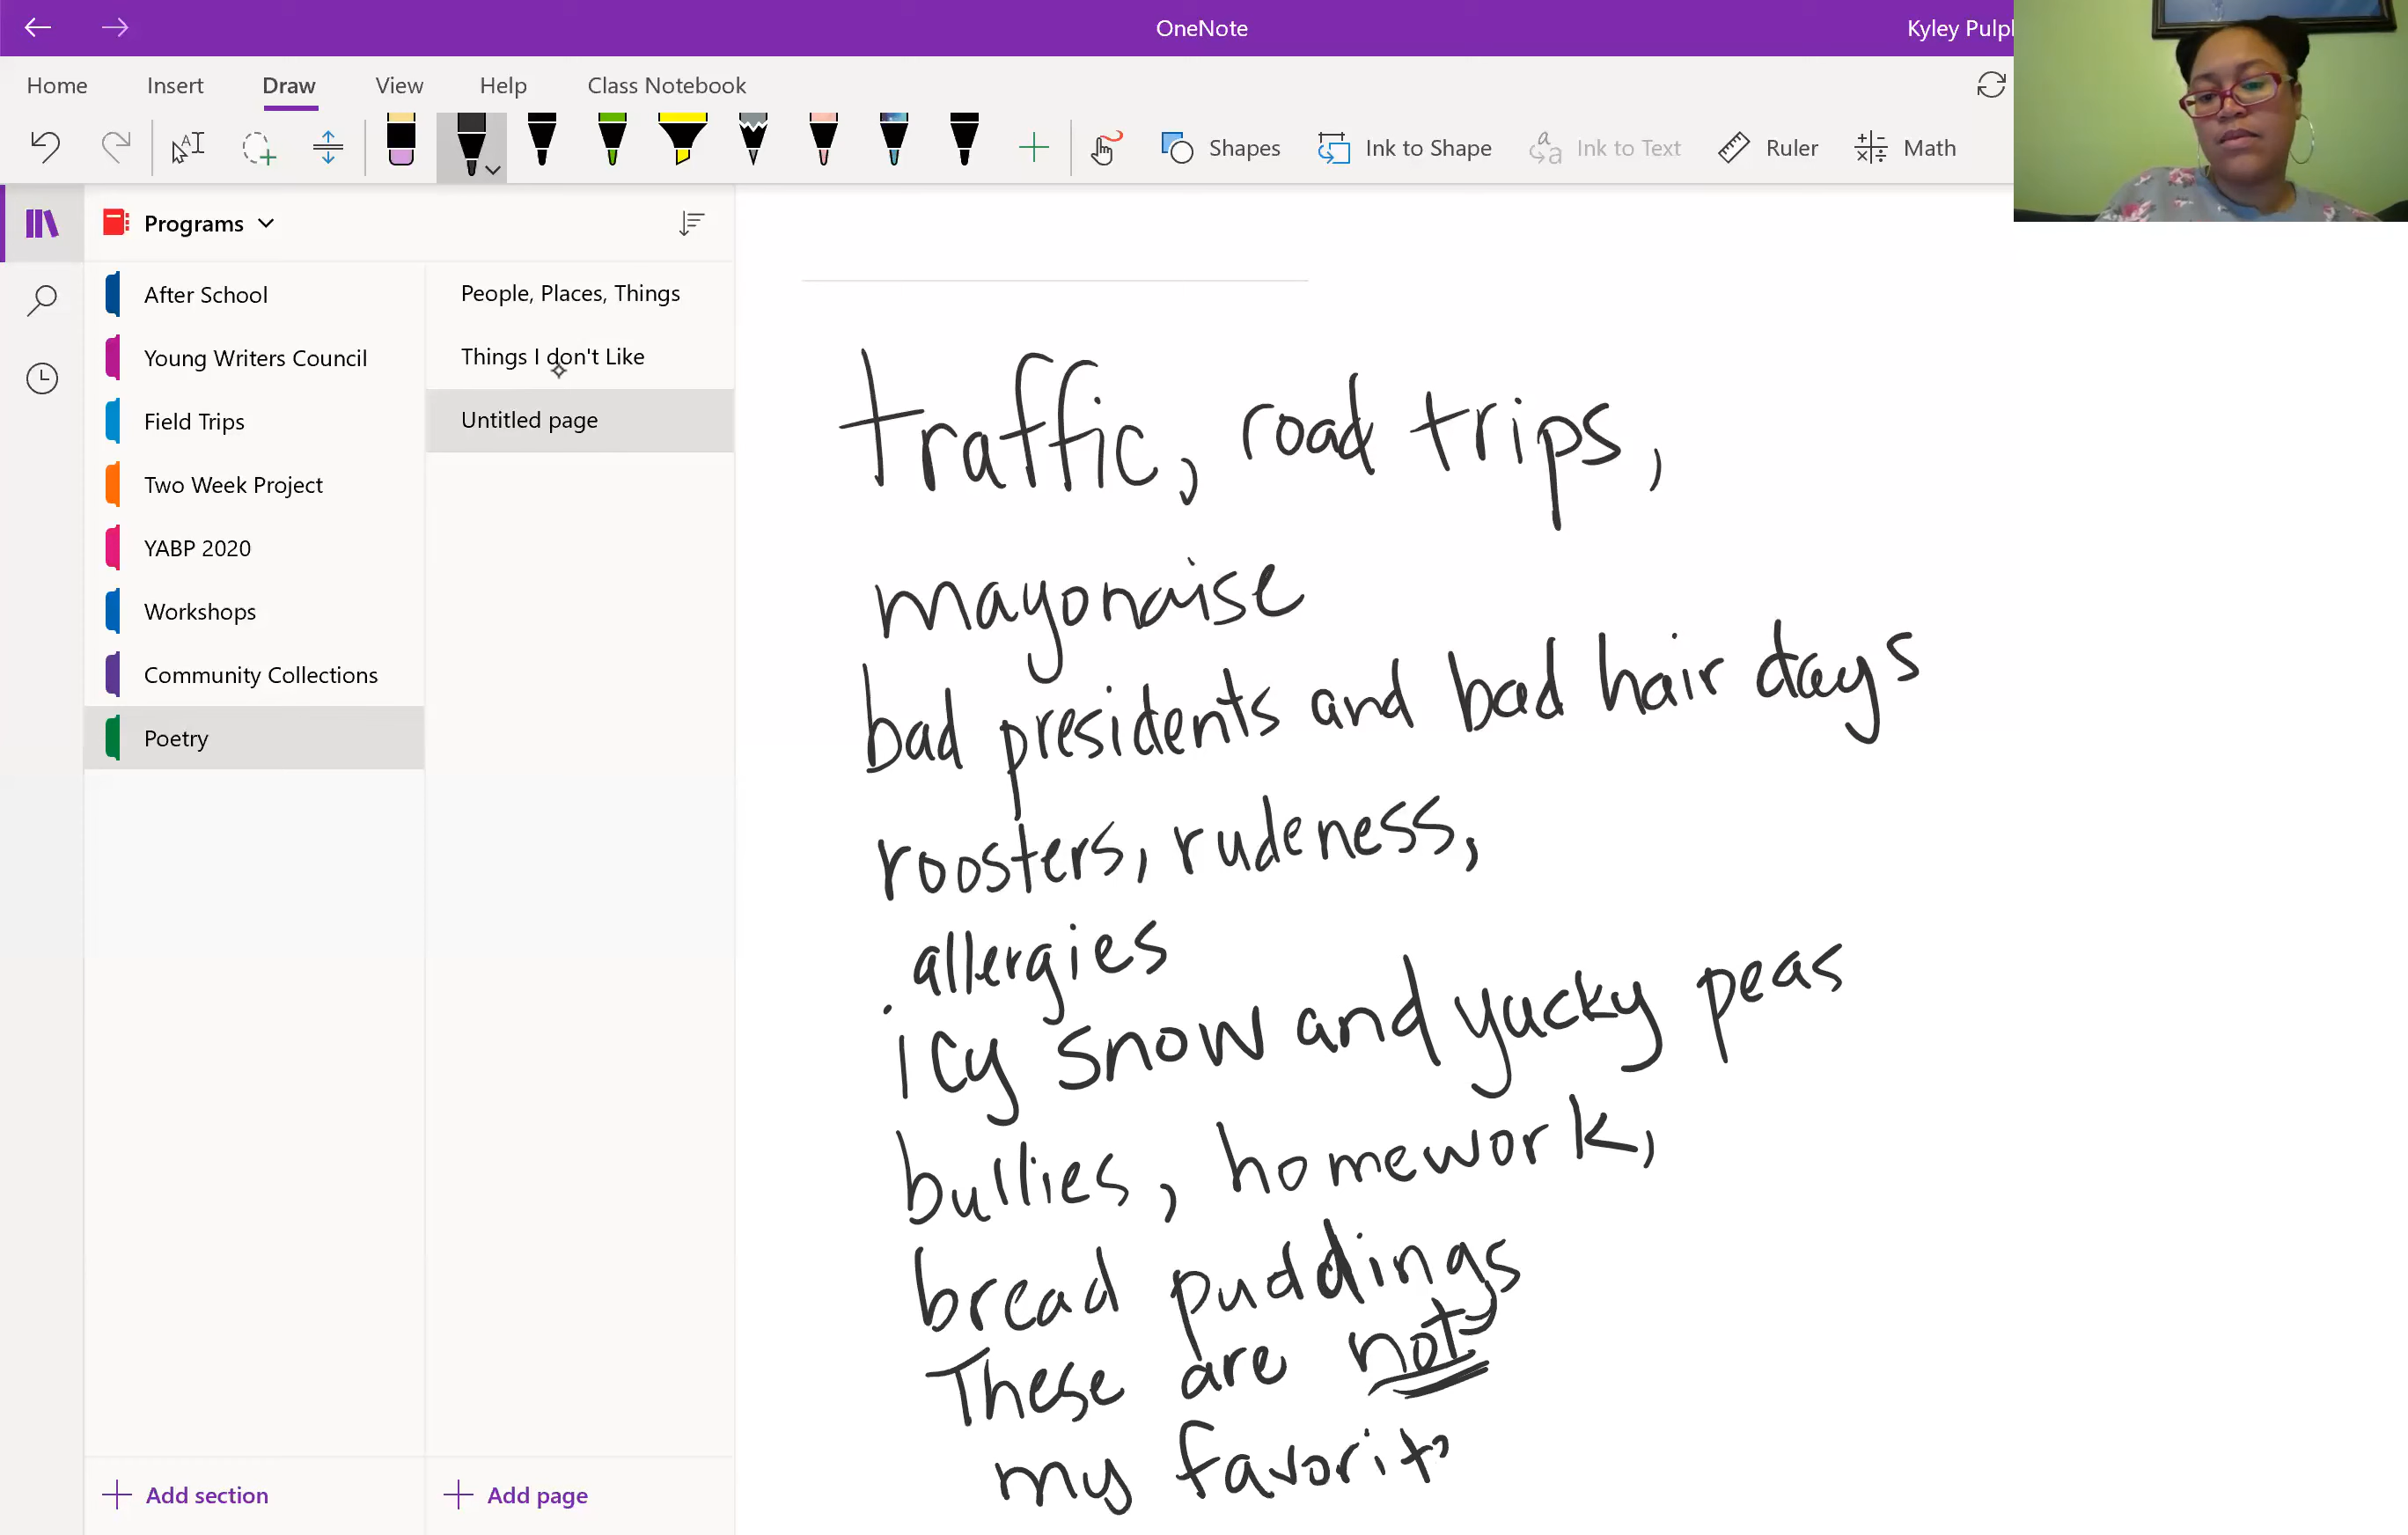 OneNote
Kyley Pulpl
Home Insert Draw View Help Class Notebook
Shapes Ink to Shape Ink to Text Ruler Math
Programs
After School
Young Writers Council
Field Trips
Two Week Project
YABP 2020
Workshops
Community Collections
Poetry
Add section
People, Places, Things
Things I don't Like
Untitled page
Add page
traffic, road trips,
mayonaise
bad presidents and bad hair days
roosters, rudeness,
allergies
icy snow and yucky peas
bullies, homework,
bread puddings
These are not
my favorit